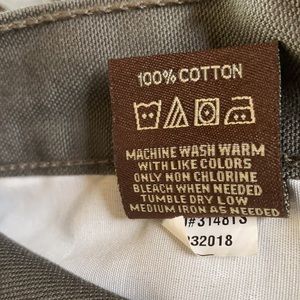 100% COTTON
MACHINE WASH WARM
WITH LIKE COLORS
ONLY NON CHLORINE
BLEACH WHEN NEEDED
TUMBLE DRY LOW
MEDIUM IRON AS NEEDED
332018